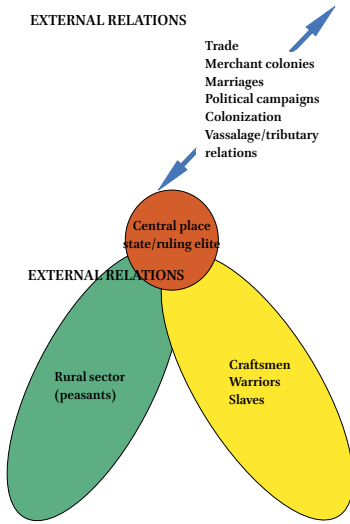 EXTERNAL RELATIONS
Trade
Merchant colonies
Marriages
Political campaigns
Colonization
Vassalage/tributary
relations
Central place
state/ruling elite
EXTERNAL RELATIONS
Rural sector
(peasants)
Craftsmen
Warriors
Slaves